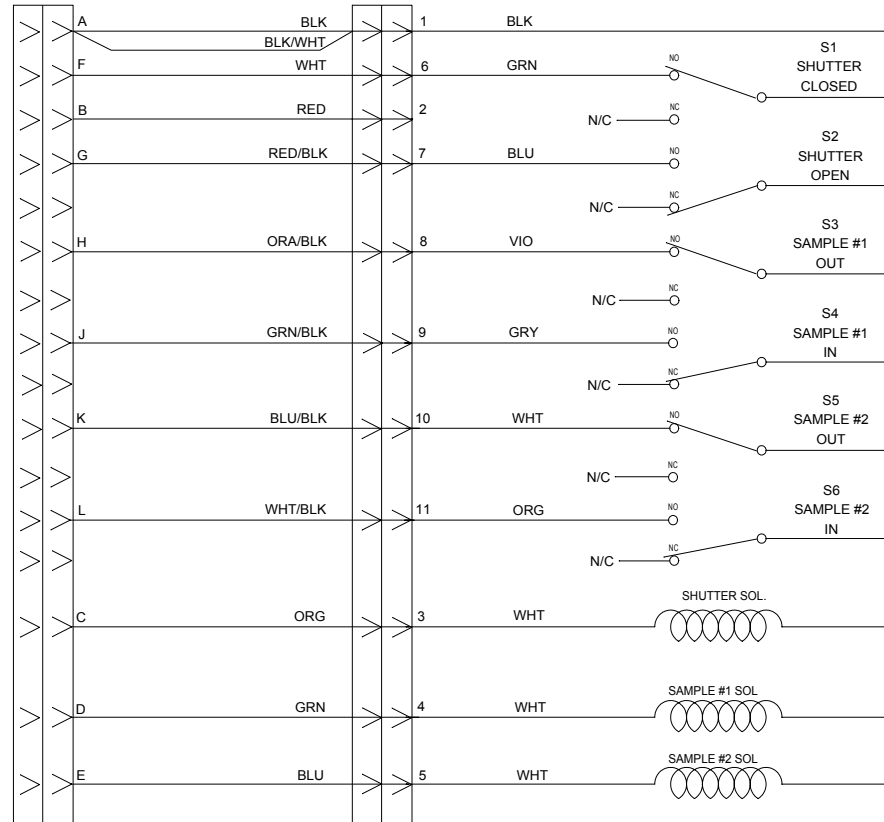 A BLK 1 BLK
BLK/WHT
S1
SHUTTER
CLOSED
F WHT 6 GRN NO
B RED 2 N/C NC
S2
SHUTTER
OPEN
G RED/BLK 7 BLU NO
N/C NC
S3
SAMPLE #1
OUT
H ORA/BLK 8 VIO NO
N/C NC
S4
SAMPLE #1
IN
J GRN/BLK 9 GRY NO
N/C NC
S5
SAMPLE #2
OUT
K BLU/BLK 10 WHT NO
N/C NC
S6
SAMPLE #2
IN
L WHT/BLK 11 ORG NO
N/C NC
SHUTTER SOL.
C ORG 3 WHT
SAMPLE #1 SOL
D GRN 4 WHT
SAMPLE #2 SOL
E BLU 5 WHT